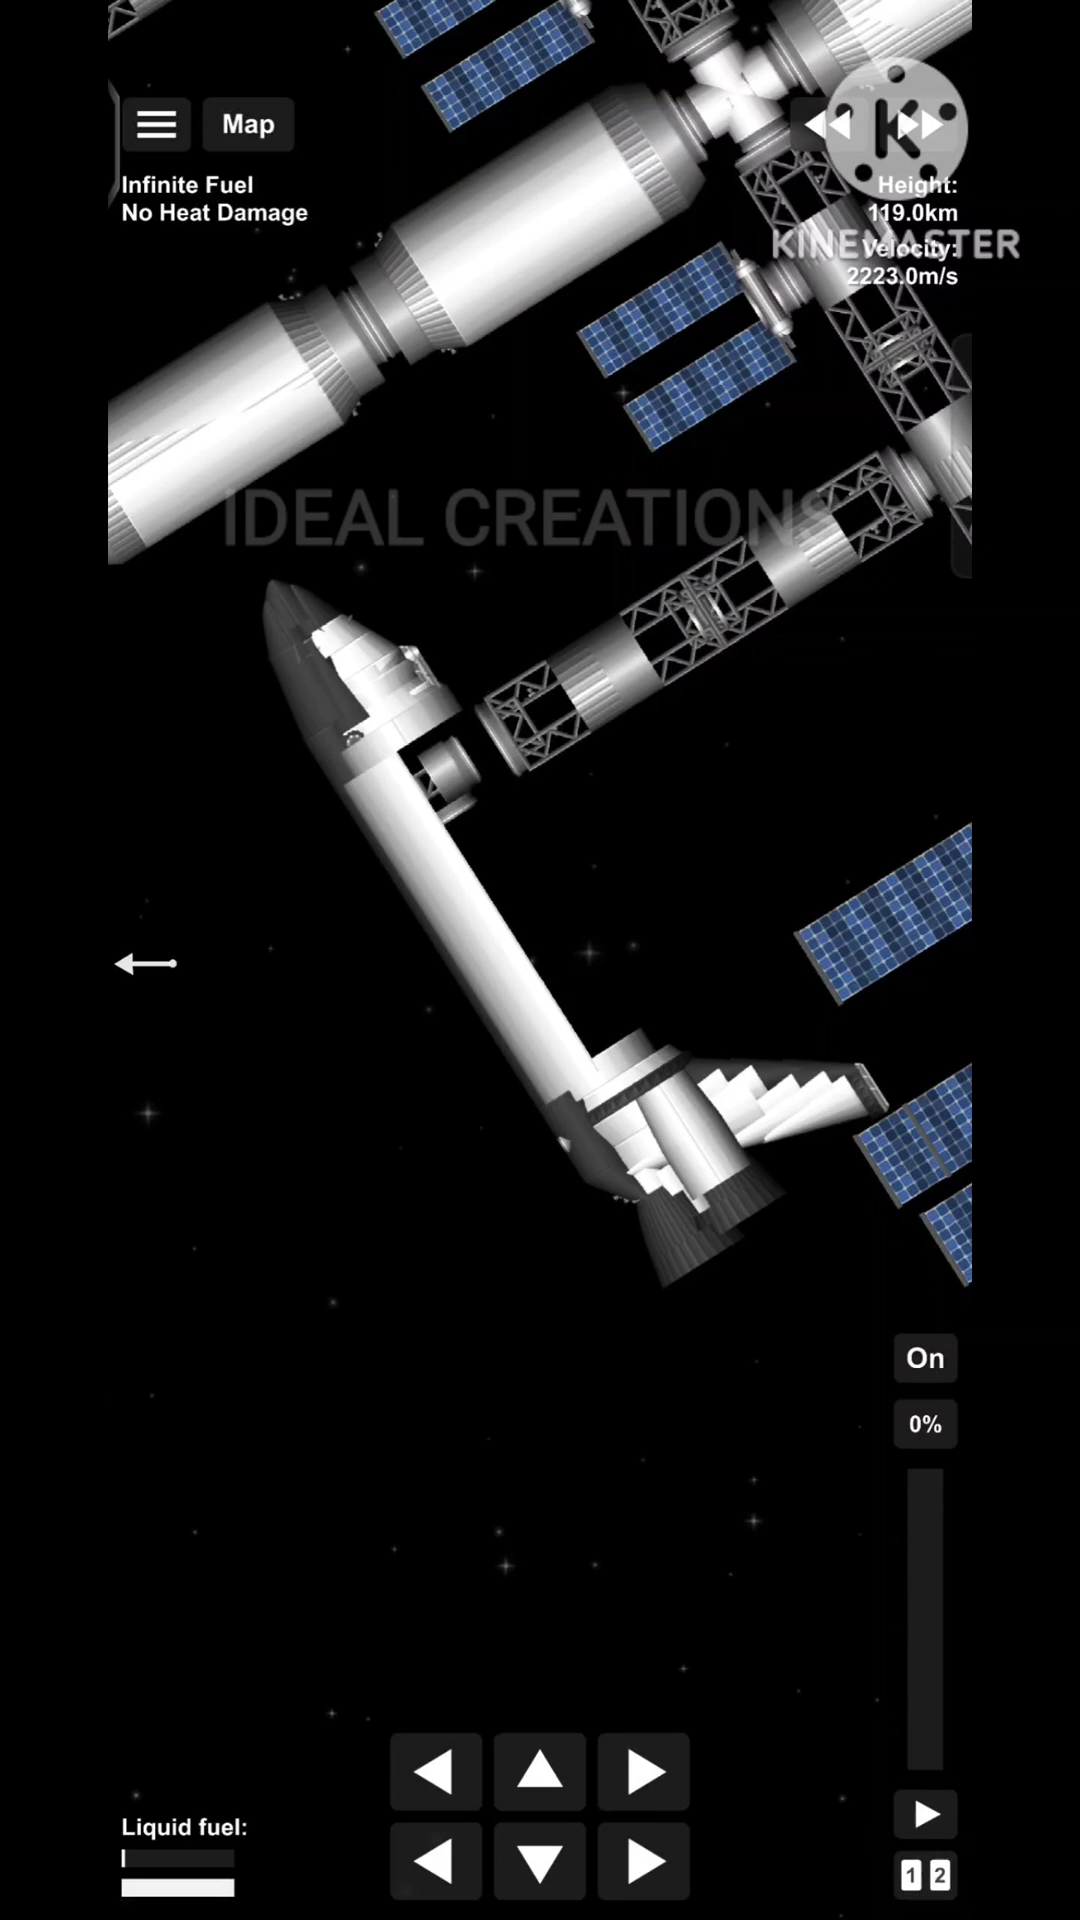 Map
Infinite Fuel
No Heat Damage
K
Height:
119.0km
KINEMASTER
Velocity:
2223.0m/s
IDEAL CREATIONS
On
0%
Liquid fuel:
1 2